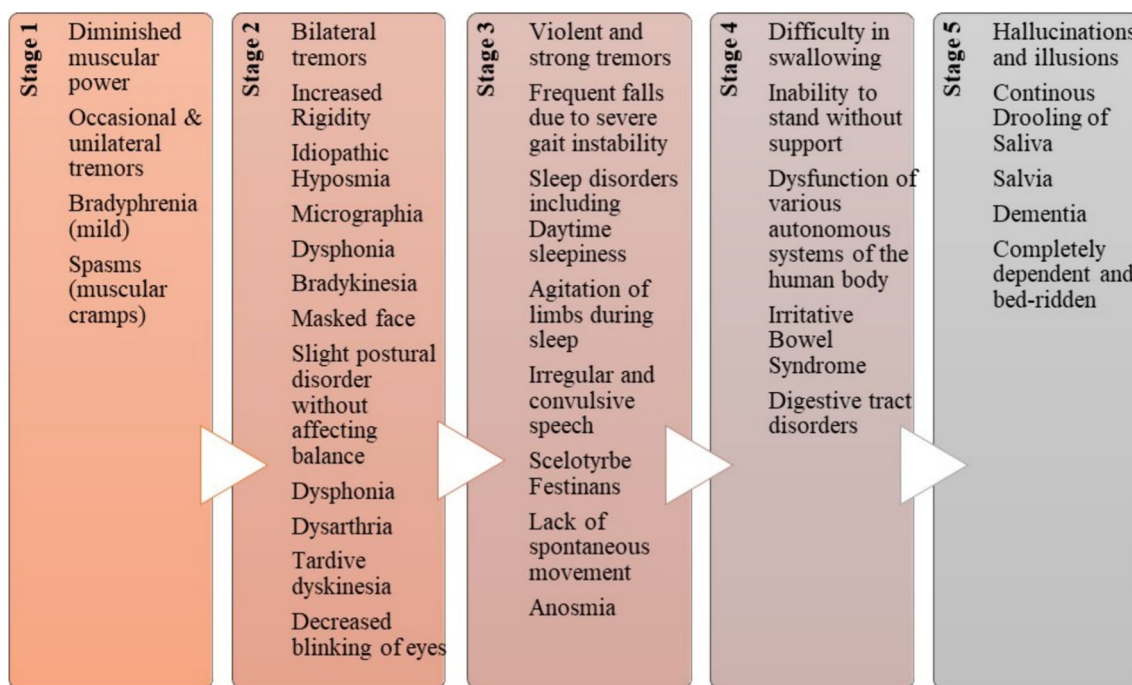 Stage 1
Diminished
muscular
power
Occasional &
unilateral
tremors
Bradyphrenia
(mild)
Spasms
(muscular
cramps)
Stage 2
Bilateral
tremors
Increased
Rigidity
Idiopathic
Hyposmia
Micrographia
Dysphonia
Bradykinesia
Masked face
Slight postural
disorder
without
affecting
balance
Dysphonia
Dysarthria
Tardive
dyskinesia
Decreased
blinking of eyes
Stage 3
Violent and
strong tremors
Frequent falls
due to severe
gait instability
Sleep disorders
including
Daytime
sleepiness
Agitation of
limbs during
sleep
Irregular and
convulsive
speech
Scelotyrbe
Festinans
Lack of
spontaneous
movement
Anosmia
Stage 4
Difficulty in
swallowing
Inability to
stand without
support
Dysfunction of
various
autonomous
systems of the
human body
Irritative
Bowel
Syndrome
Digestive tract
disorders
Stage 5
Hallucinations
and illusions
Continous
Drooling of
Saliva
Salvia
Dementia
Completely
dependent and
bed-ridden